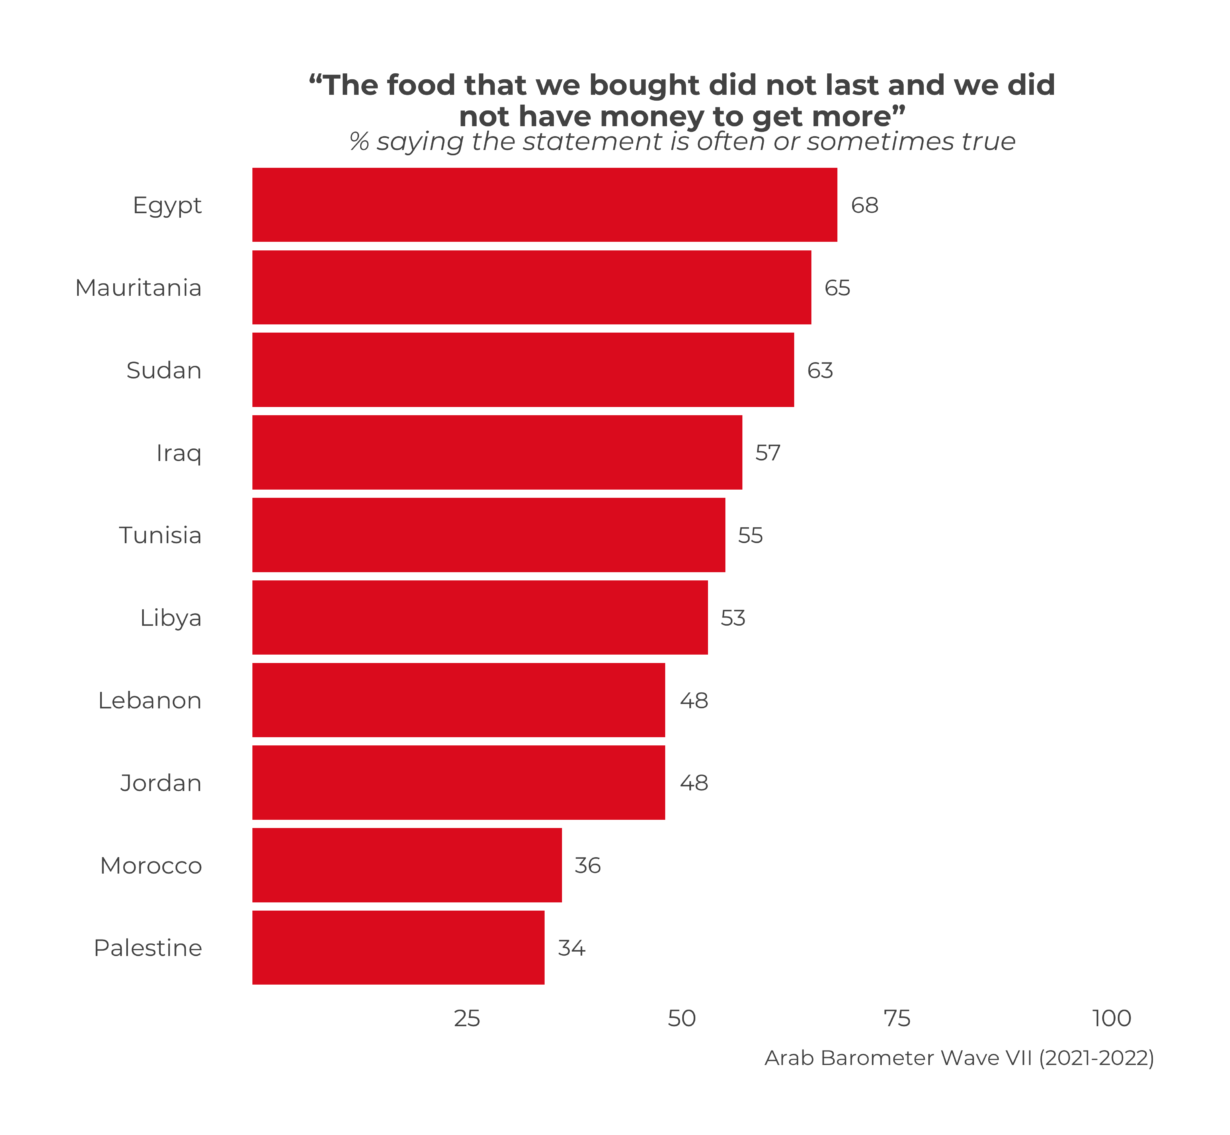 “The food that we bought did not last and we did
not have money to get more”
% saying the statement is often or sometimes true
Egypt 68
Mauritania 65
Sudan 63
Iraq 57
Tunisia 55
Libya 53
Lebanon 48
Jordan 48
Morocco 36
Palestine 34
25 50 75 100
Arab Barometer Wave VII (2021-2022)